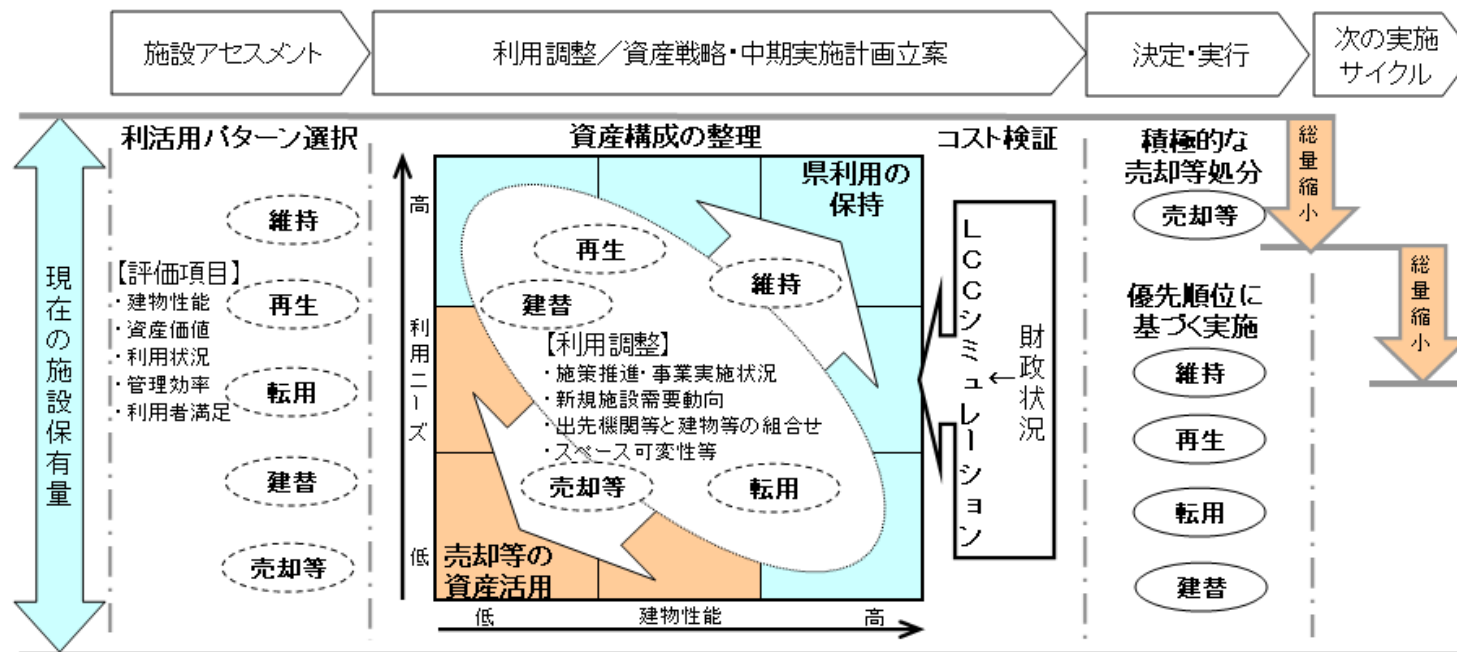 施設アセスメント
利用調整／資産戦略・中期実施計画立案
決定・実行
次の実施
サイクル
現在の施設保有量
利活用パターン選択
維持
【評価項目】
・建物性能
・資産価値
・利用状況
・管理効率
・利用者満足
再生
転用
建替
売却等
資産構成の整理
高
利用ニーズ
低
県利用の
保持
再生
建替
維持
【利用調整】
・施策推進・事業実施状況
・新規施設需要動向
・出先機関等と建物等の組合せ
・スペース可変性等
売却等
転用
売却等の
資産活用
低
建物性能
高
コスト検証
LCCシミュレーション
←
財政状況
積極的な
売却等処分
売却等
優先順位に
基づく実施
維持
再生
転用
建替
総量縮小
総量縮小